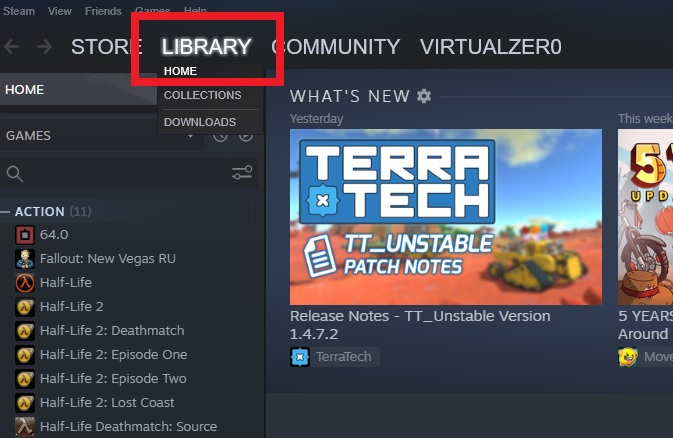 Steam View Friends Games Help
STORE LIBRARY COMMUNITY VIRTUALZER0
HOME
COLLECTIONS
DOWNLOADS
HOME
GAMES
ACTION (11)
64.0
Fallout: New Vegas RU
Half-Life
Half-Life 2
Half-Life 2: Deathmatch
Half-Life 2: Episode One
Half-Life 2: Episode Two
Half-Life 2: Lost Coast
Half-Life Deathmatch: Source
WHAT'S NEW
Yesterday
TERRA
TECH
TT_UNSTABLE
PATCH NOTES
Release Notes - TT_Unstable Version
1.4.7.2
TerraTech
This week
5 Y
UPD
5 YEARS
Around
Move